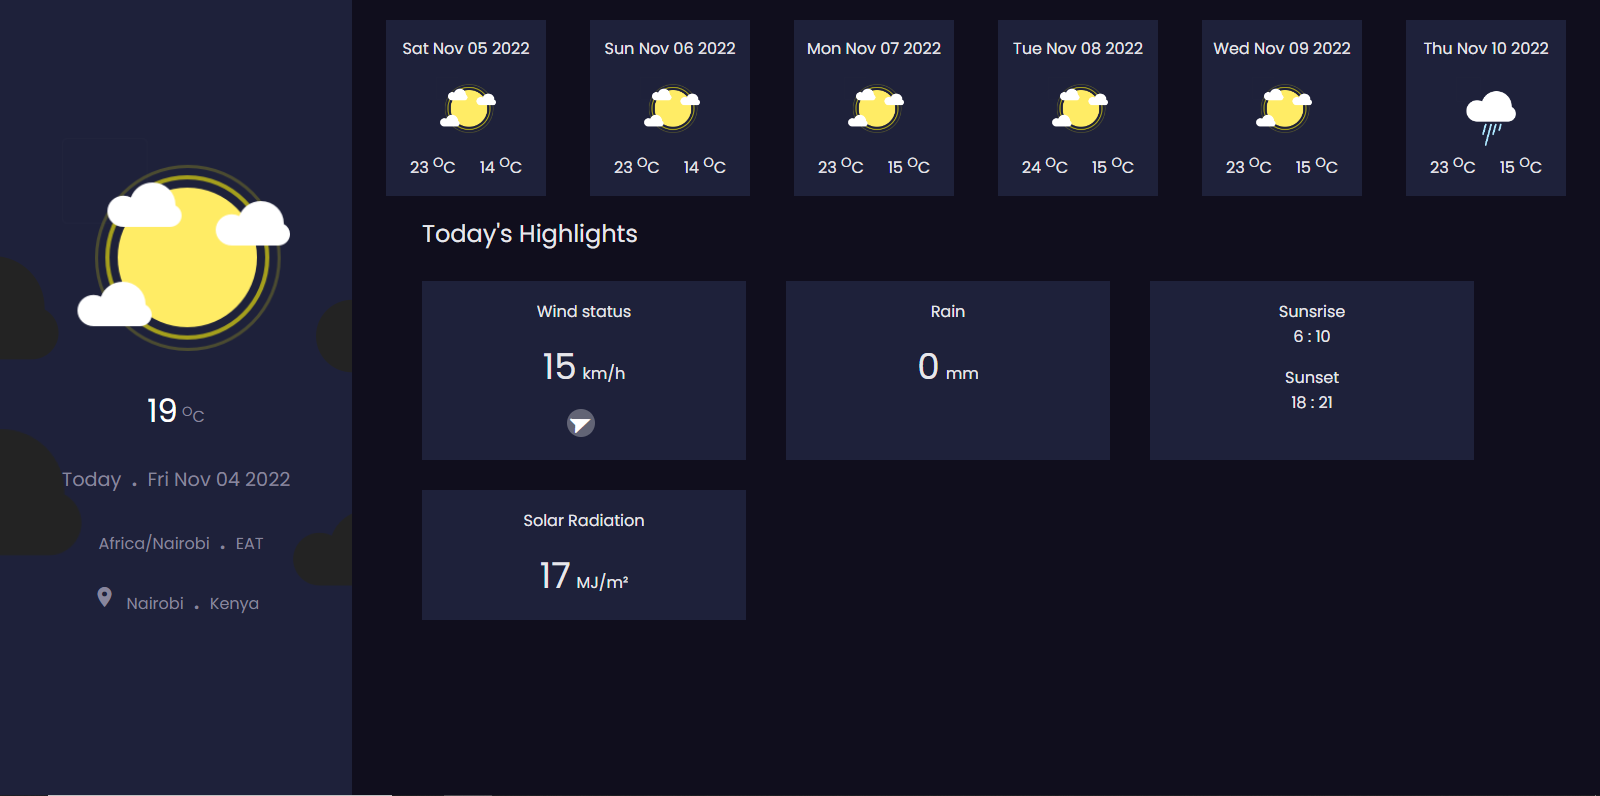 19 °C
Today . Fri Nov 04 2022
Africa/Nairobi . EAT
Nairobi . Kenya
Sat Nov 05 2022
23 °C 14 °C
Sun Nov 06 2022
23 °C 14 °C
Mon Nov 07 2022
23 °C 15 °C
Tue Nov 08 2022
24 °C 15 °C
Wed Nov 09 2022
23 °C 15 °C
Thu Nov 10 2022
23 °C 15 °C
Today's Highlights
Wind status
15 km/h
Rain
0 mm
Sunsrise
6 : 10
Sunset
18 : 21
Solar Radiation
17 MJ/m²